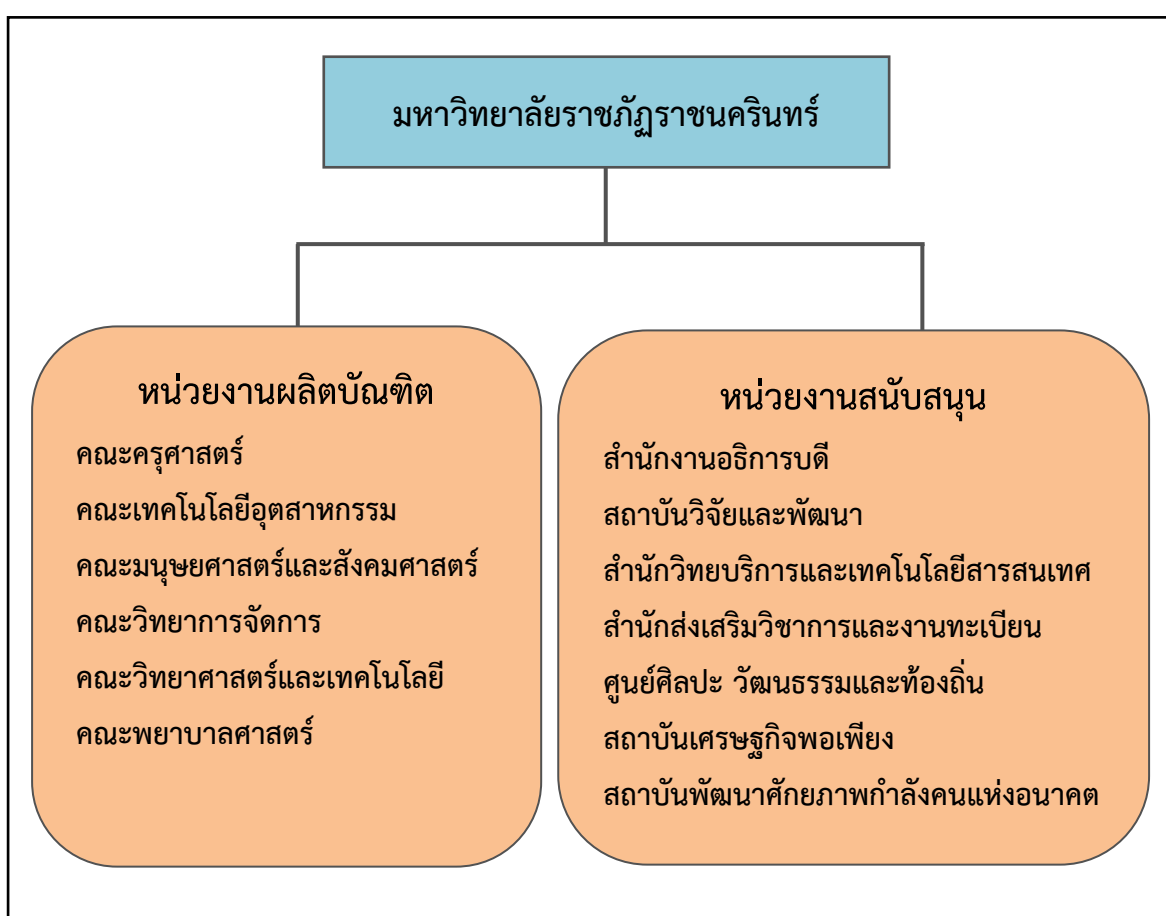 มหาวิทยาลัยราชภัฏราชนครินทร์
หน่วยงานผลิตบัณฑิต
คณะครุศาสตร์
คณะเทคโนโลยีอุตสาหกรรม
คณะมนุษยศาสตร์และสังคมศาสตร์
คณะวิทยาการจัดการ
คณะวิทยาศาสตร์และเทคโนโลยี
คณะพยาบาลศาสตร์
หน่วยงานสนับสนุน
สำนักงานอธิการบดี
สถาบันวิจัยและพัฒนา
สำนักวิทยบริการและเทคโนโลยีสารสนเทศ
สำนักส่งเสริมวิชาการและงานทะเบียน
ศูนย์ศิลปะ วัฒนธรรมและท้องถิ่น
สถาบันเศรษฐกิจพอเพียง
สถาบันพัฒนาศักยภาพกำลังคนแห่งอนาคต